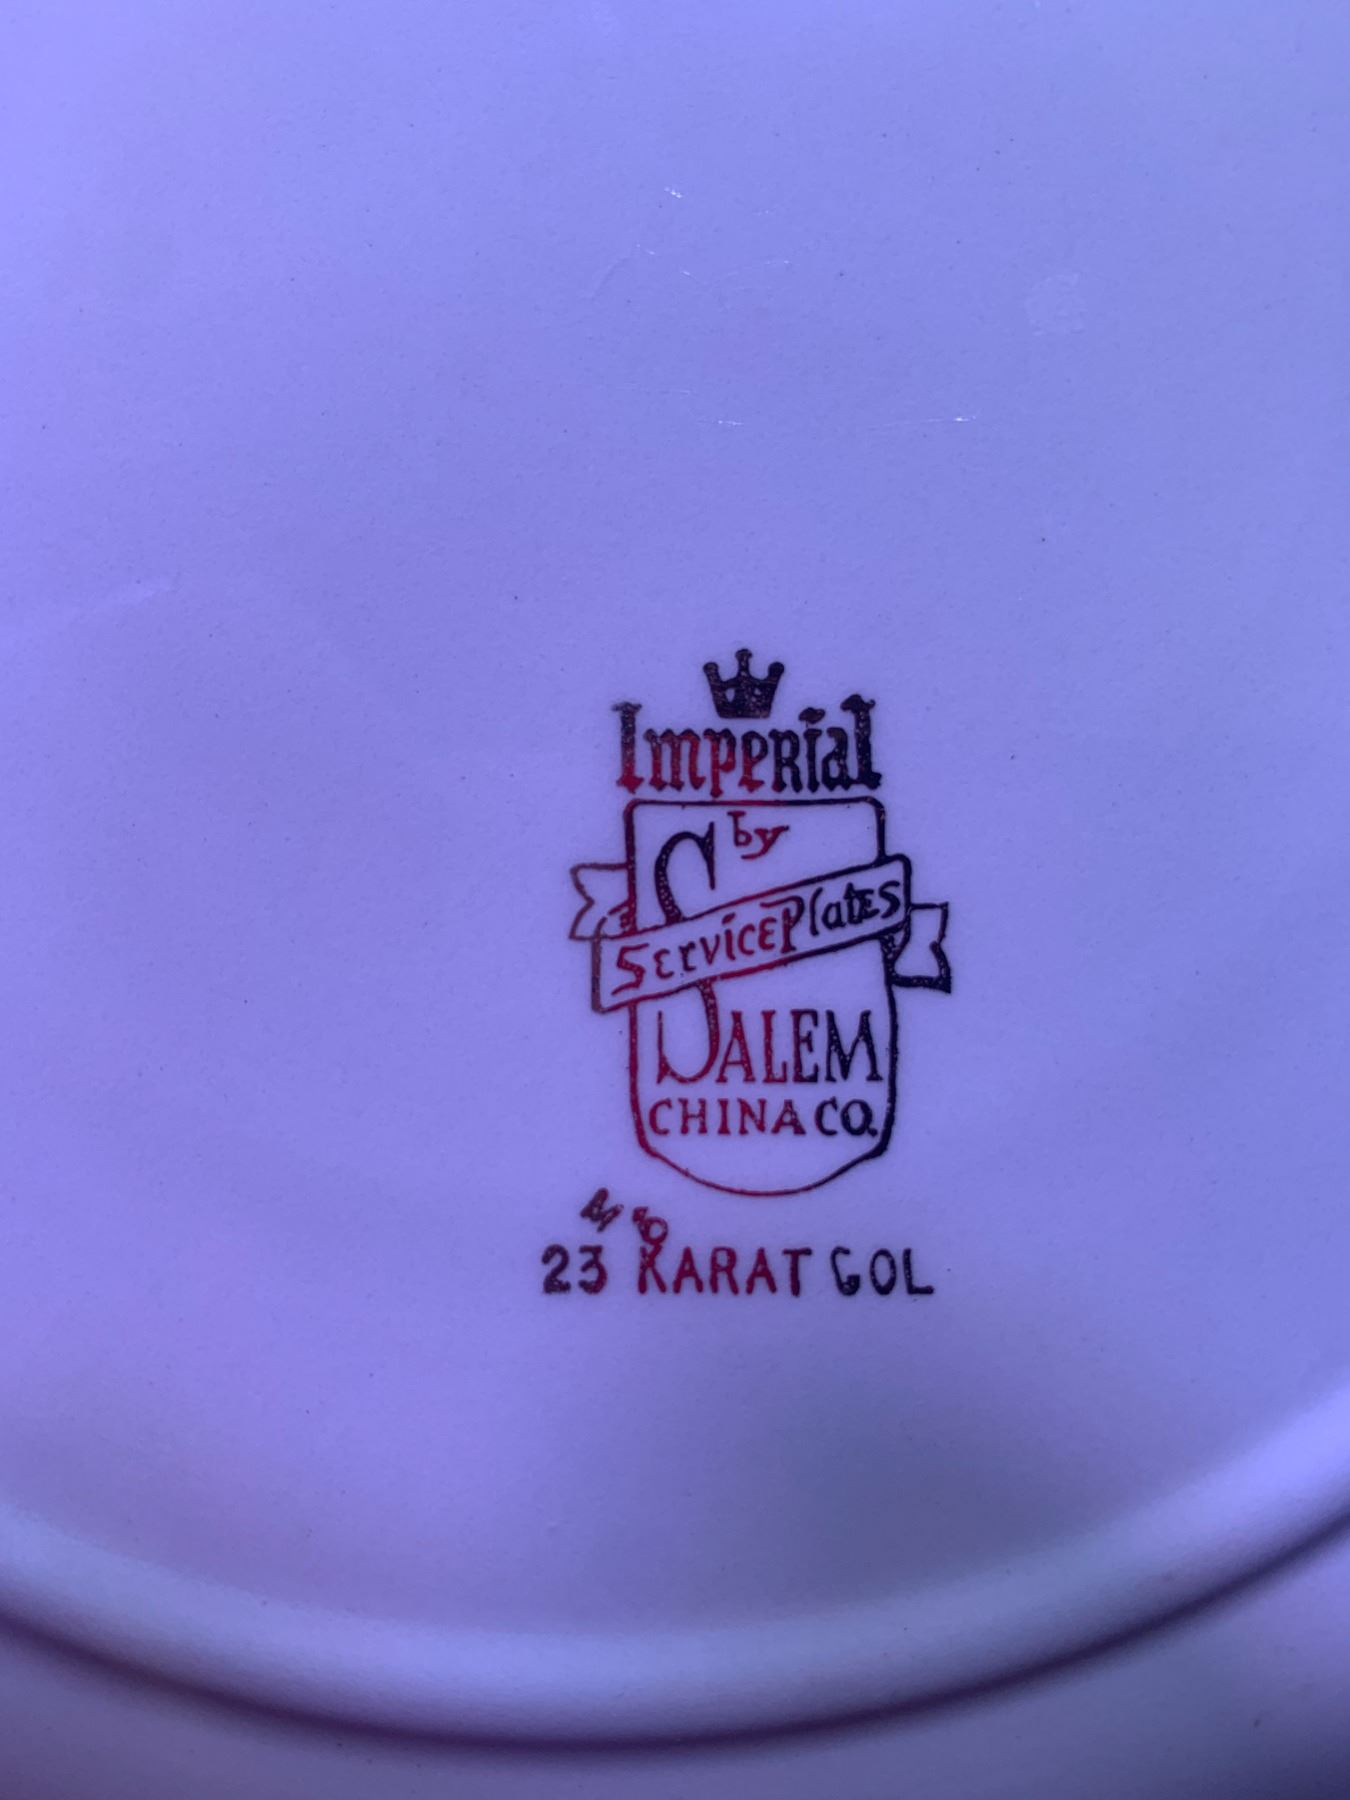 Imperial
by
Service Plates
SALEM
CHINA CO.
23 KARAT GOL